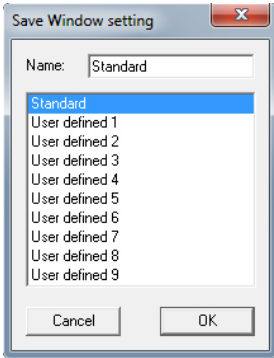 Save Window setting
Name: Standard
Standard
User defined 1
User defined 2
User defined 3
User defined 4
User defined 5
User defined 6
User defined 7
User defined 8
User defined 9
Cancel OK